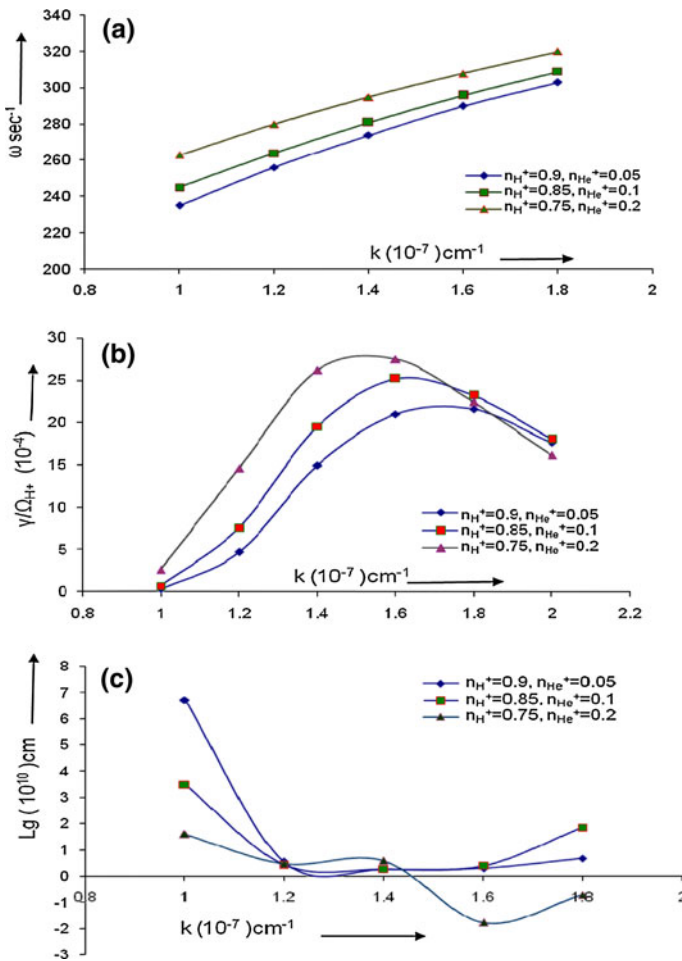 (a)
ω sec⁻¹
340
320
300
280
260
240
220
200
n_H⁺=0.9, n_He⁺=0.05
n_H⁺=0.85, n_He⁺=0.1
n_H⁺=0.75, n_He⁺=0.2
k (10⁻⁷) cm⁻¹
0.8 1 1.2 1.4 1.6 1.8 2
(b)
γ/Ω_H+ (10⁻⁴)
30
25
20
15
10
5
0
n_H⁺=0.9, n_He⁺=0.05
n_H⁺=0.85, n_He⁺=0.1
n_H⁺=0.75, n_He⁺=0.2
k (10⁻⁷) cm⁻¹
0.8 1 1.2 1.4 1.6 1.8 2 2.2
(c)
Lg (10¹⁰) cm
8
7
6
5
4
3
2
1
0
-1
-2
-3
n_H⁺=0.9, n_He⁺=0.05
n_H⁺=0.85, n_He⁺=0.1
n_H⁺=0.75, n_He⁺=0.2
0.8 1 1.2 1.4 1.6 1.8 2
k (10⁻⁷) cm⁻¹